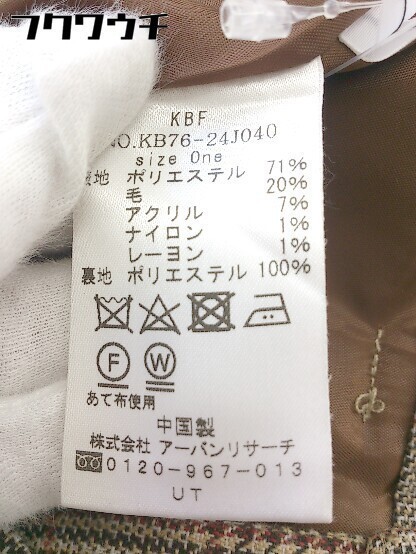 フクワウチ
KBF
NO.KB76-24J040
size One
表地 ポリエステル 71%
毛 20%
アクリル 7%
ナイロン 1%
レーヨン 1%
裏地 ポリエステル 100%
F W
あて布使用
中国製
株式会社 アーバンリサーチ
0120-967-013
UT